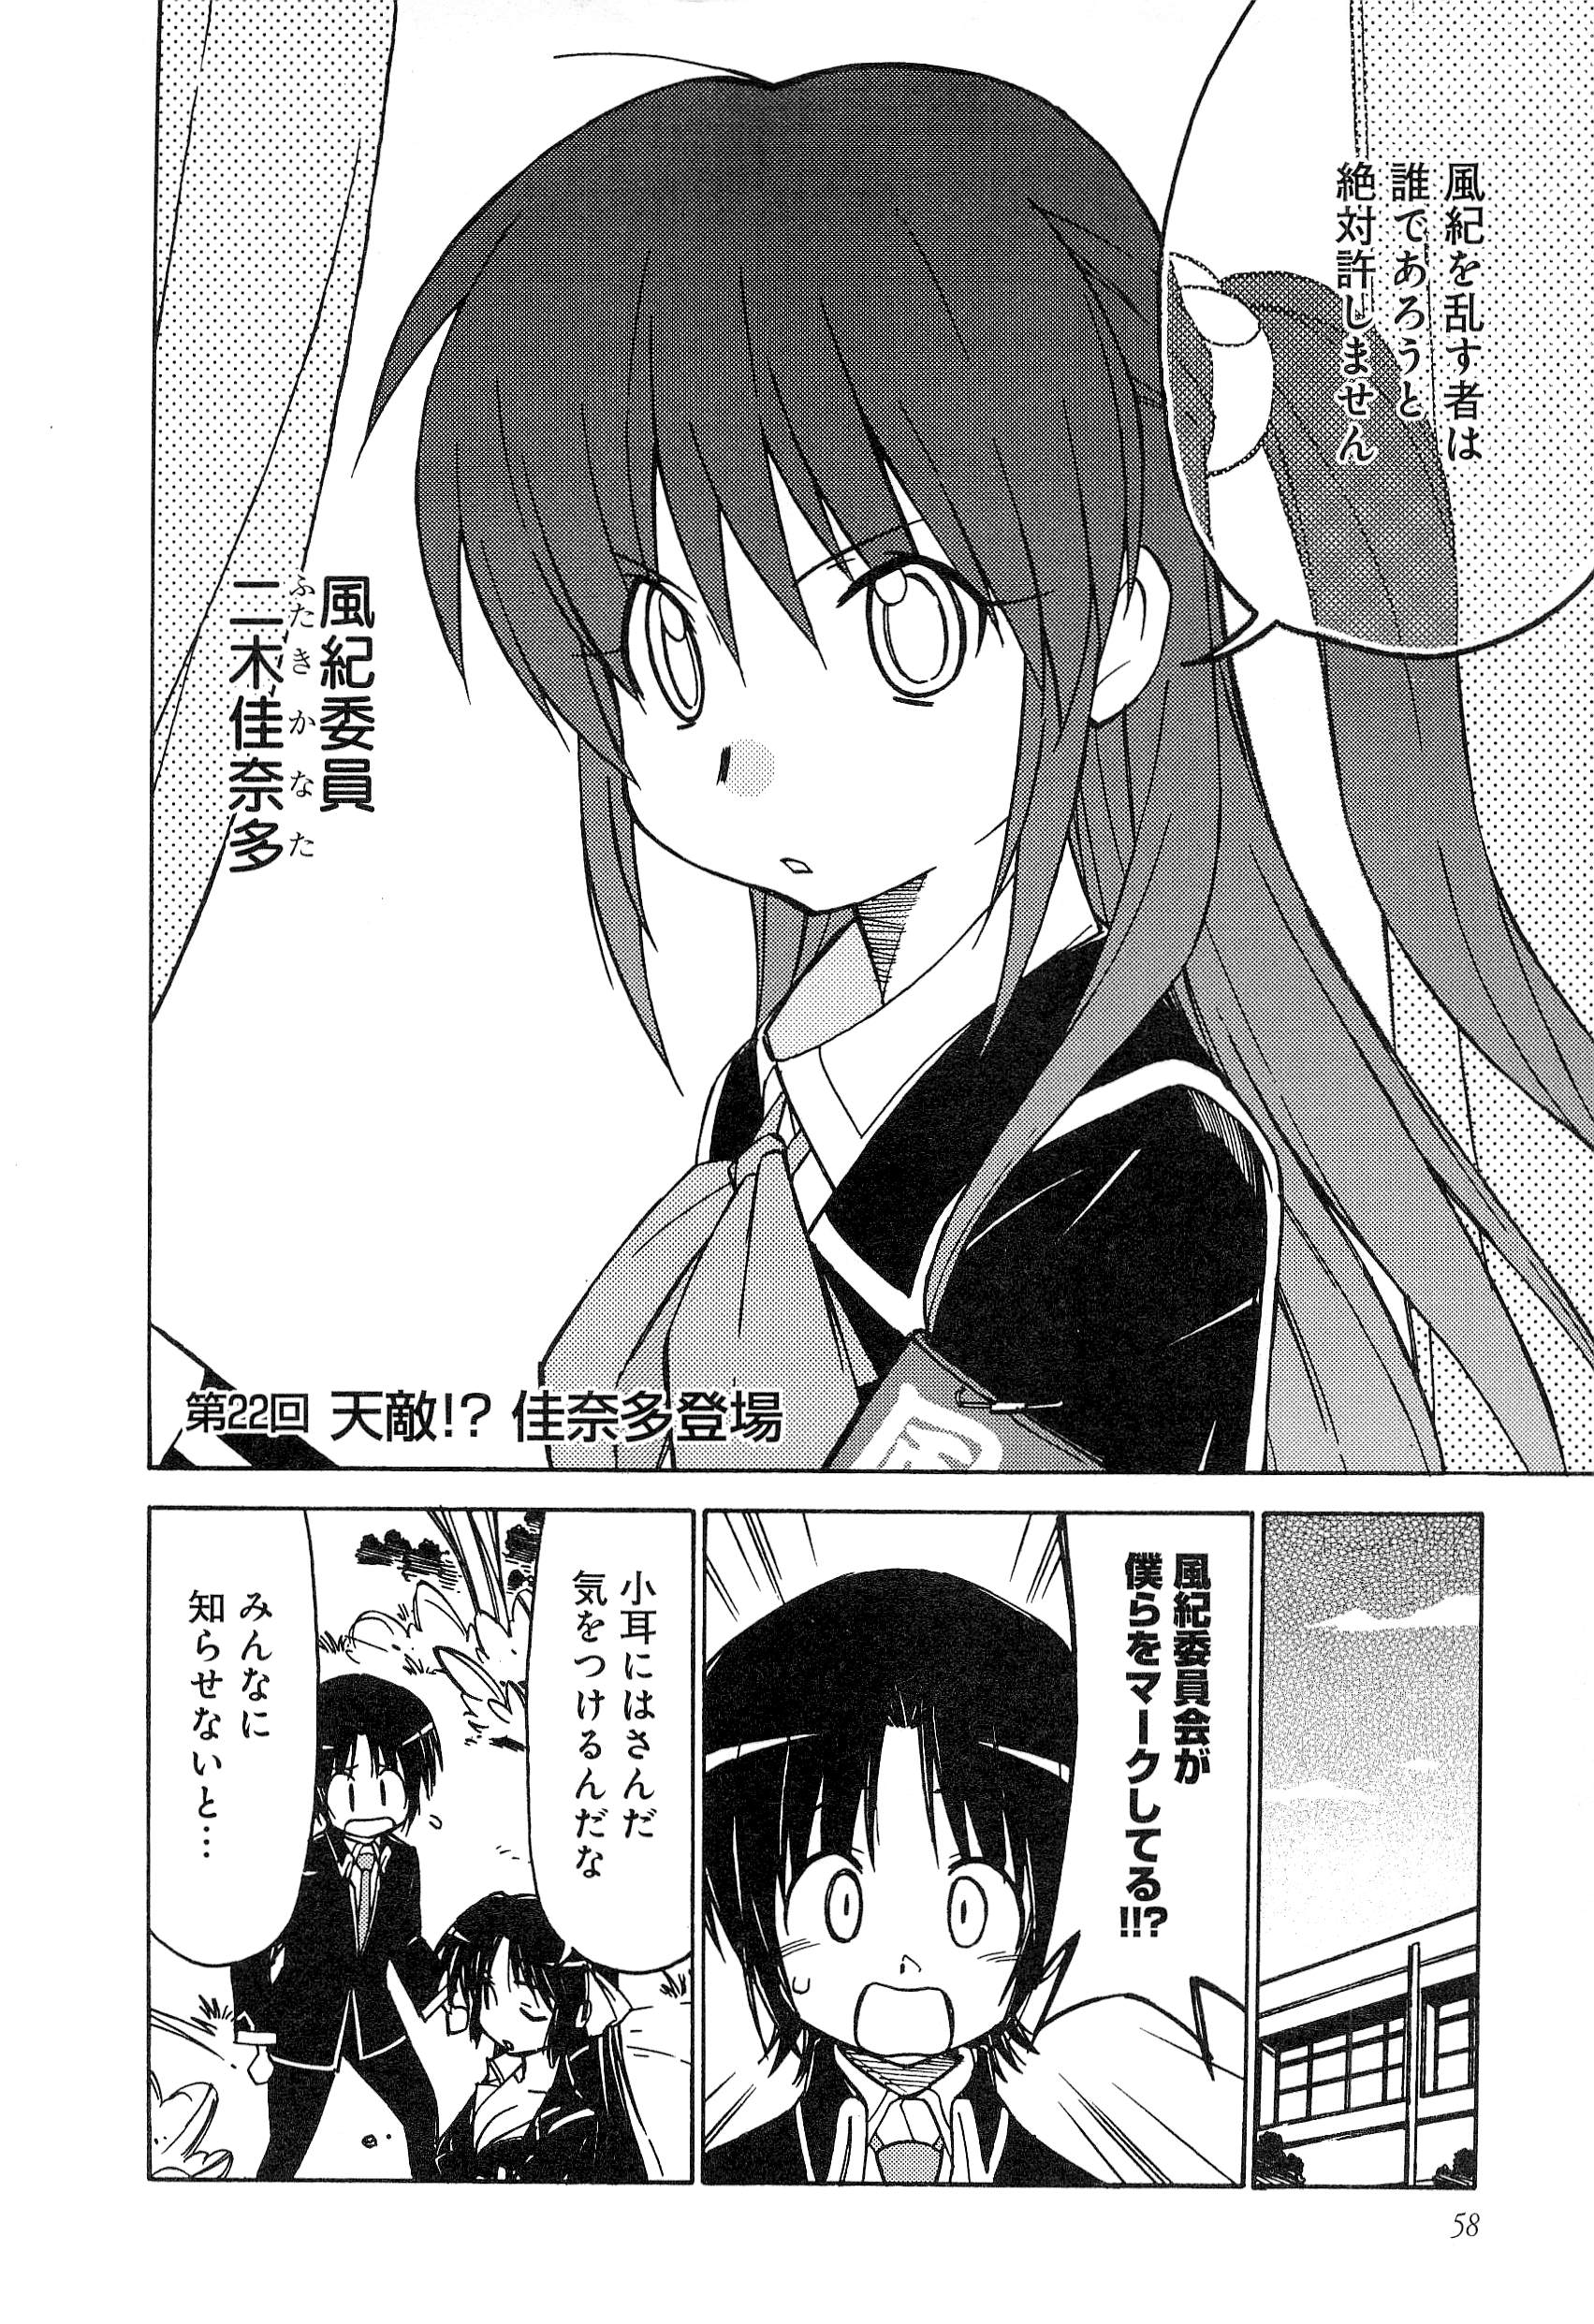 風紀を乱す者は
誰であろうと
絶対許しません
風紀委員
二木佳奈多
ふたきかなた
第22回 天敵!? 佳奈多登場
風紀委員会が
僕らをマークしてる!!?
小耳にはさんだ
気をつけるんだな
みんなに
知らせないと…
58